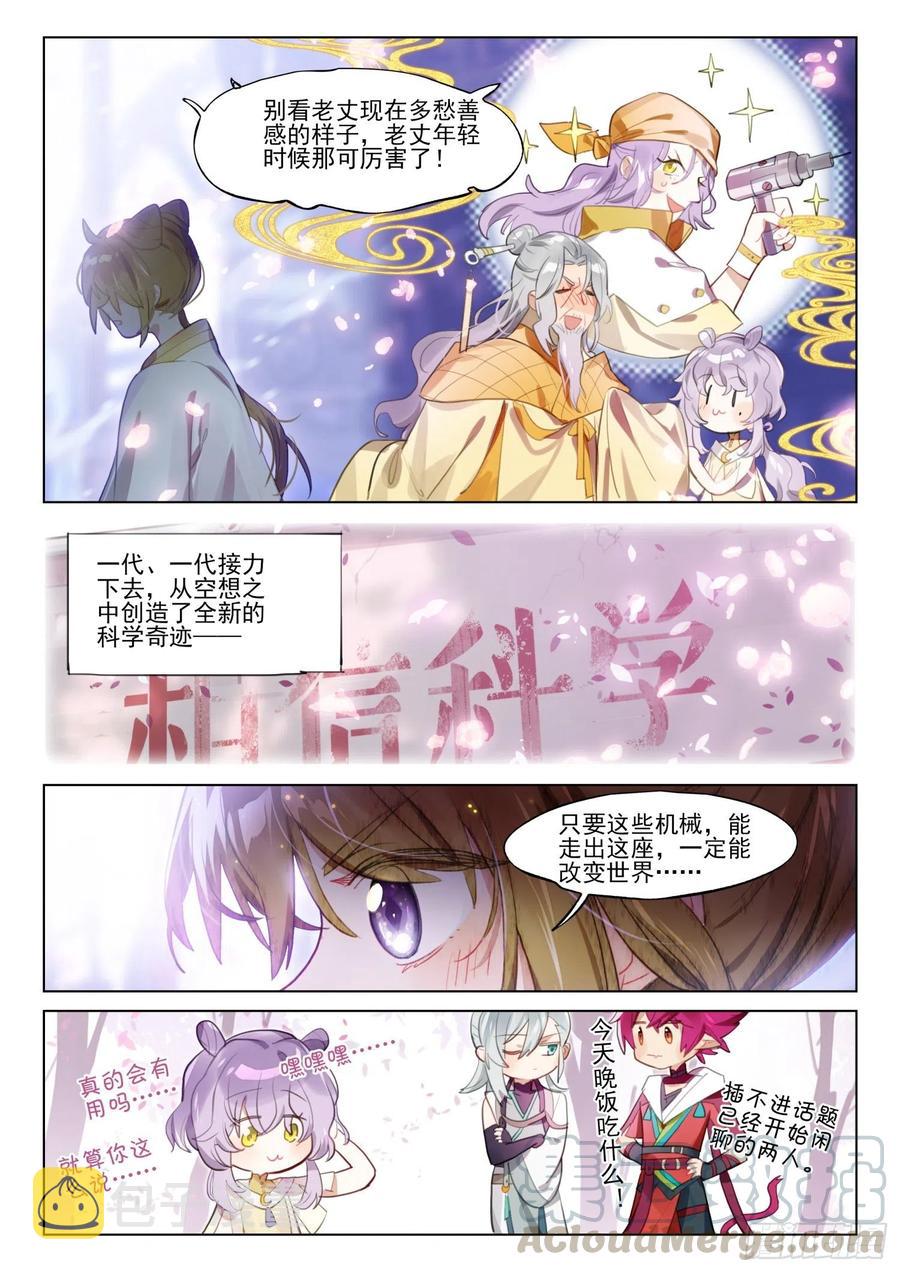 别看老丈现在多愁善
感的样子，老丈年轻
时候那可厉害了！
一代、一代接力
下去，从空想之
中创造了全新的
科学奇迹——
相信科学
只要这些机械，能
走出这座，一定能
改变世界……
真的会有
用吗……
嘿嘿嘿……
就算你这
么说……
今天晚饭吃什么！
插不进话题
已经开始闲
聊的两人。
AcloudMerge.com